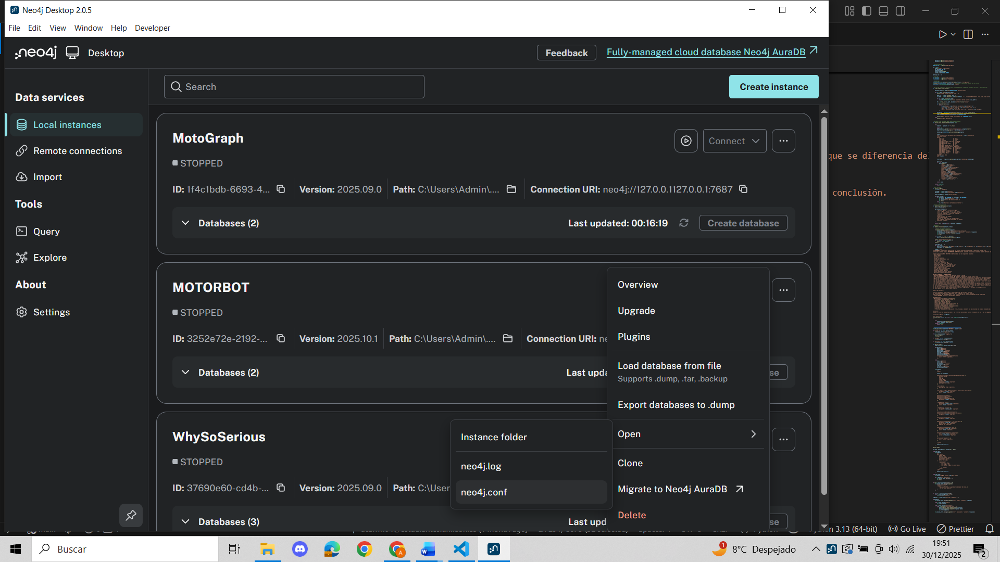 Neo4j Desktop 2.0.5
File Edit View Window Help Developer
neo4j Desktop
Feedback
Fully-managed cloud database Neo4j AuraDB
Search
Create instance
Data services
Local instances
Remote connections
Import
Tools
Query
Explore
About
Settings
MotoGraph
Connect
STOPPED
ID: 1f4c1bdb-6693-4...
Version: 2025.09.0
Path: C:\Users\Admin\....
Connection URI: neo4j://127.0.0.1127.0.0.1:7687
Databases (2)
Last updated: 00:16:19
Create database
MOTORBOT
STOPPED
ID: 3252e72e-2192-...
Version: 2025.10.1
Path: C:\Users\Admin\....
Connection URI: ne
Databases (2)
Last upda
se
WhySoSerious
STOPPED
ID: 37690e60-cd4b-...
Version: 2025.09.0
Path: C:\User
Databases (3)
Last upd
se
Overview
Upgrade
Plugins
Load database from file
Supports .dump, .tar, .backup
Export databases to .dump
Open
Clone
Migrate to Neo4j AuraDB
Delete
Instance folder
neo4j.log
neo4j.conf
que se diferencia de
conclusión.
n 3.13 (64-bit)
Go Live
Prettier
Buscar
1
8°C Despejado
19:51
30/12/2025
2